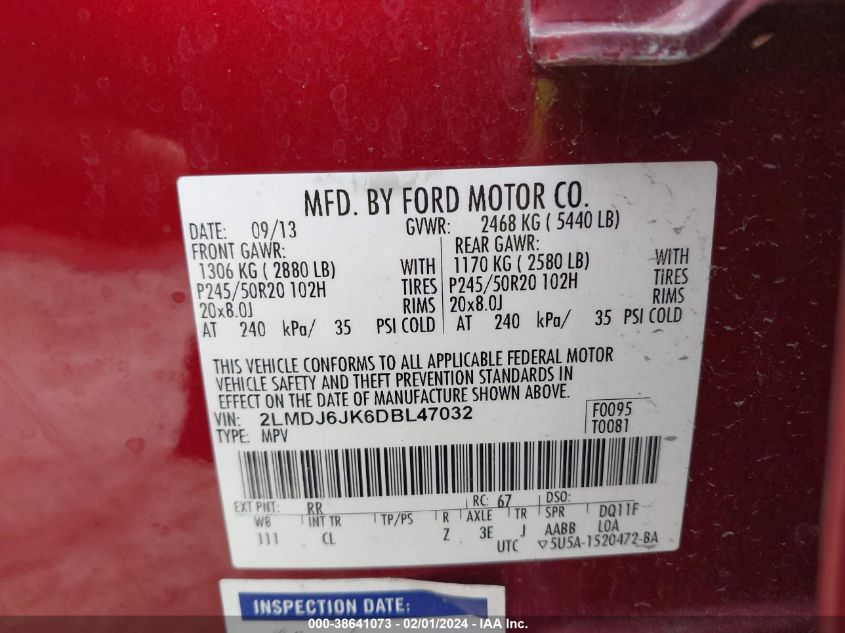 MFD. BY FORD MOTOR CO.
DATE: 09/13 GVWR: 2468 KG ( 5440 LB)
FRONT GAWR: REAR GAWR:
1306 KG ( 2880 LB) WITH 1170 KG ( 2580 LB) WITH
P245/50R20 102H TIRES P245/50R20 102H TIRES
20x8.0J RIMS 20x8.0J RIMS
AT 240 kPa/ 35 PSI COLD AT 240 kPa/ 35 PSI COLD
THIS VEHICLE CONFORMS TO ALL APPLICABLE FEDERAL MOTOR
VEHICLE SAFETY AND THEFT PREVENTION STANDARDS IN
EFFECT ON THE DATE OF MANUFACTURE SHOWN ABOVE.
VIN: 2LMDJ6JK6DBL47032 F0095
TYPE: MPV T0081
EXT PNT: RR RC: 67 DSO:
WB INT TR TP/PS R AXLE TR SPR DQ11F
111 CL Z 3E J AABB LOA
UTC ▽5U5A-1520472-BA
INSPECTION DATE:
000-38641073 - 02/01/2024 - IAAI.com